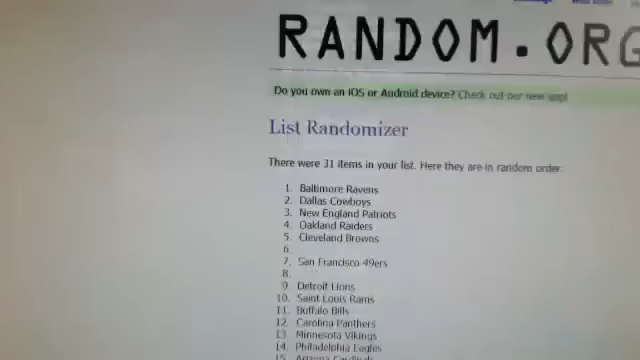 RANDOM.ORG
Do you own an iOS or Android device? Check out our new app!
List Randomizer
There were 31 items in your list. Here they are in random order:
1. Baltimore Ravens
2. Dallas Cowboys
3. New England Patriots
4. Oakland Raiders
5. Cleveland Browns
6.
7. San Francisco 49ers
8.
9. Detroit Lions
10. Saint Louis Rams
11. Buffalo Bills
12. Carolina Panthers
13. Minnesota Vikings
14. Philadelphia Eagles
15. Arizona Cardinals